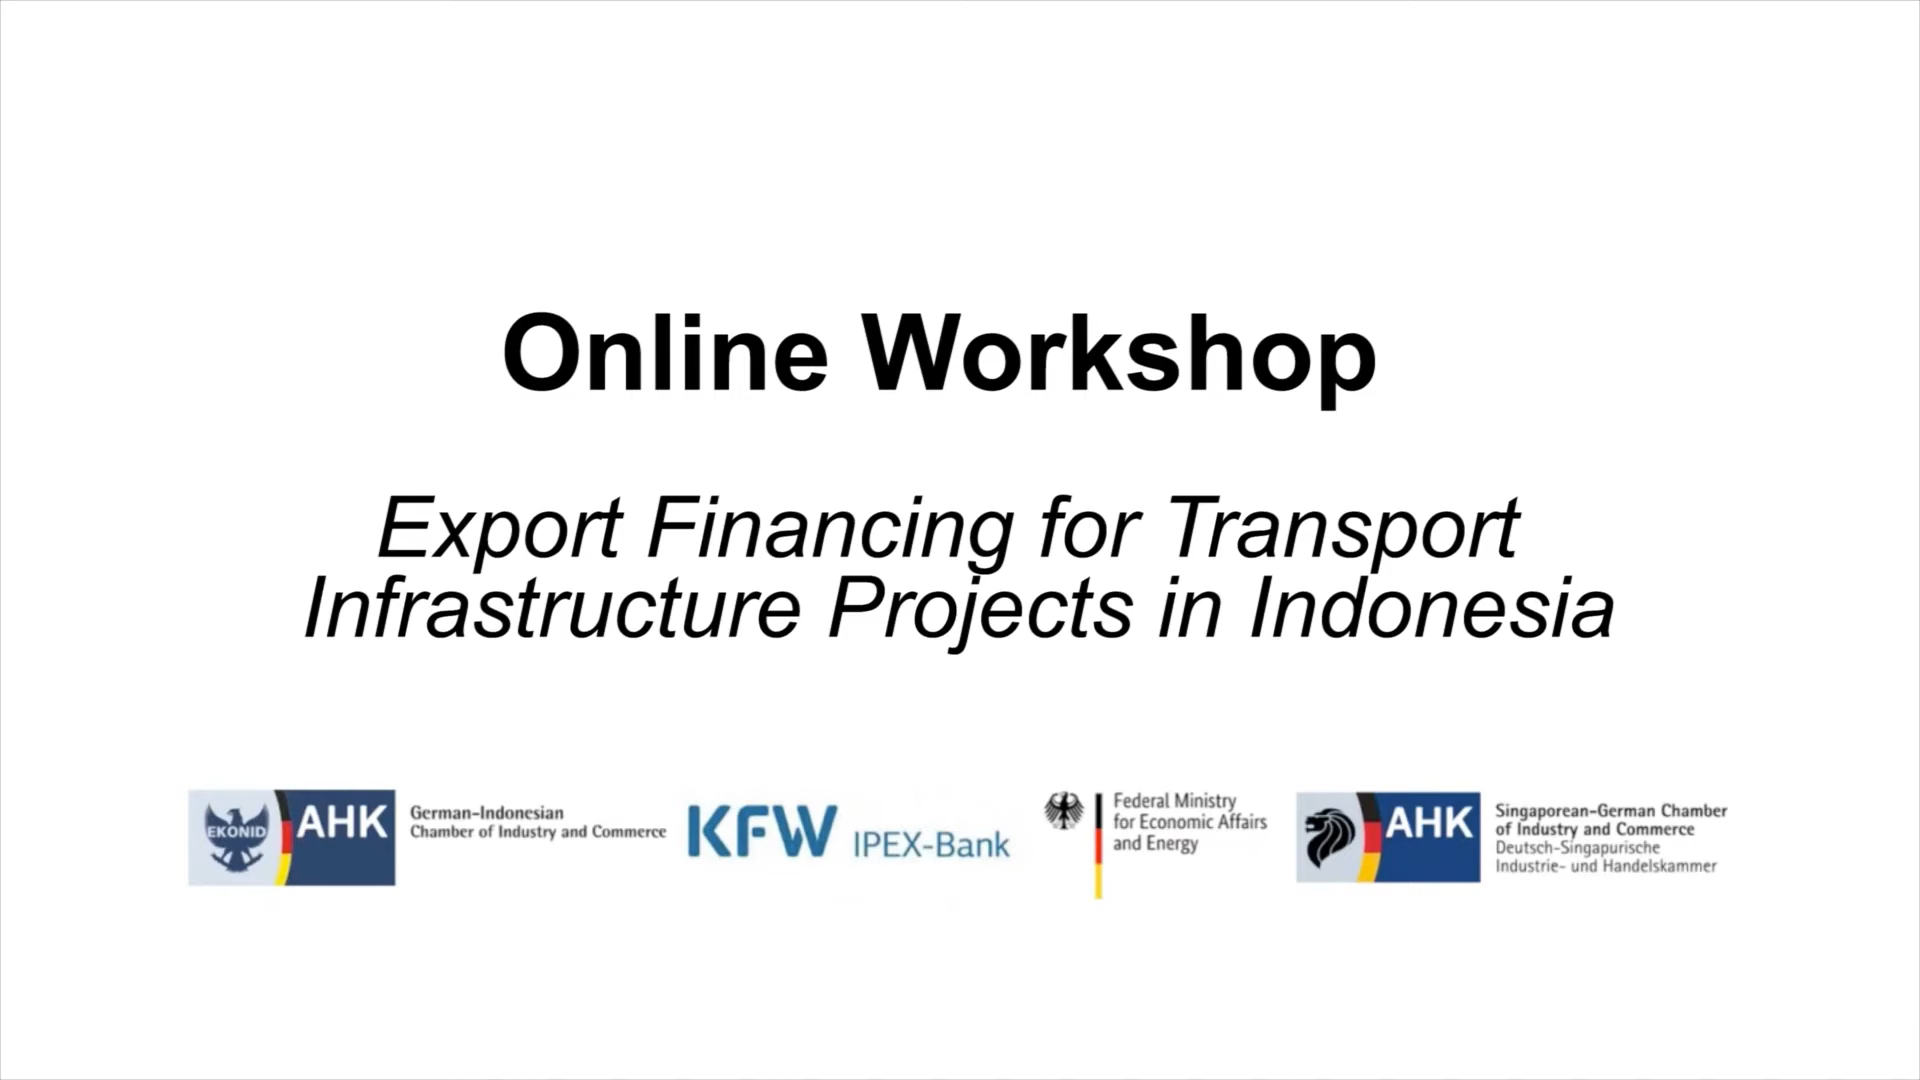 Online Workshop
Export Financing for Transport
Infrastructure Projects in Indonesia
EKONID
AHK
German-Indonesian
Chamber of Industry and Commerce
KFW IPEX-Bank
Federal Ministry
for Economic Affairs
and Energy
AHK
Singaporean-German Chamber
of Industry and Commerce
Deutsch-Singapurische
Industrie- und Handelskammer